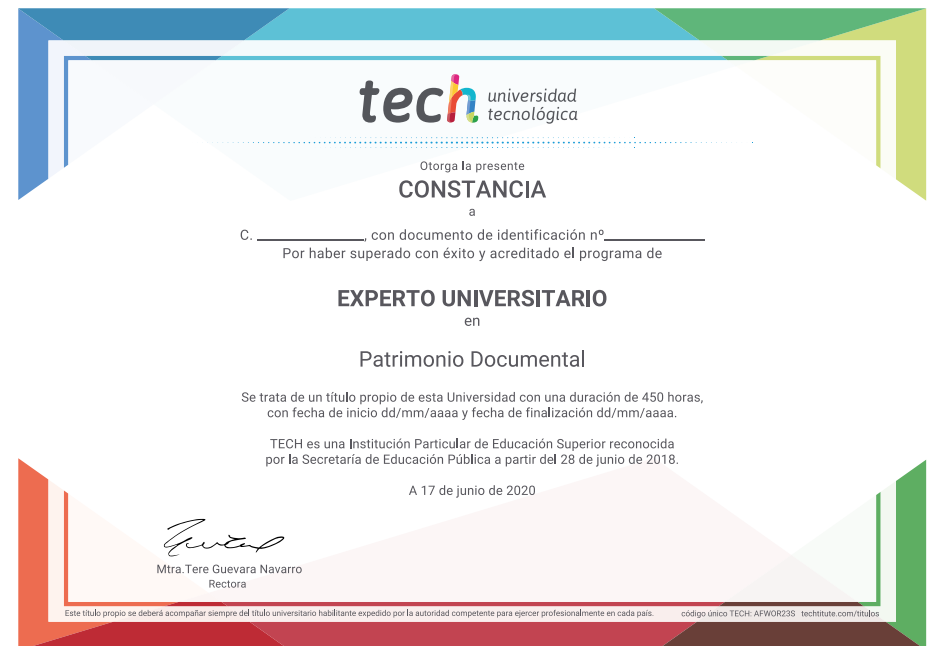 tech universidad
tecnológica
Otorga la presente
CONSTANCIA
a
C. ______________, con documento de identificación nº_____________
Por haber superado con éxito y acreditado el programa de
EXPERTO UNIVERSITARIO
en
Patrimonio Documental
Se trata de un título propio de esta Universidad con una duración de 450 horas,
con fecha de inicio dd/mm/aaaa y fecha de finalización dd/mm/aaaa.
TECH es una Institución Particular de Educación Superior reconocida
por la Secretaría de Educación Pública a partir del 28 de junio de 2018.
A 17 de junio de 2020
Mtra.Tere Guevara Navarro
Rectora
Este título propio se deberá acompañar siempre del título universitario habilitante expedido por la autoridad competente para ejercer profesionalmente en cada país. código único TECH: AFWOR23S techtitute.com/titulos